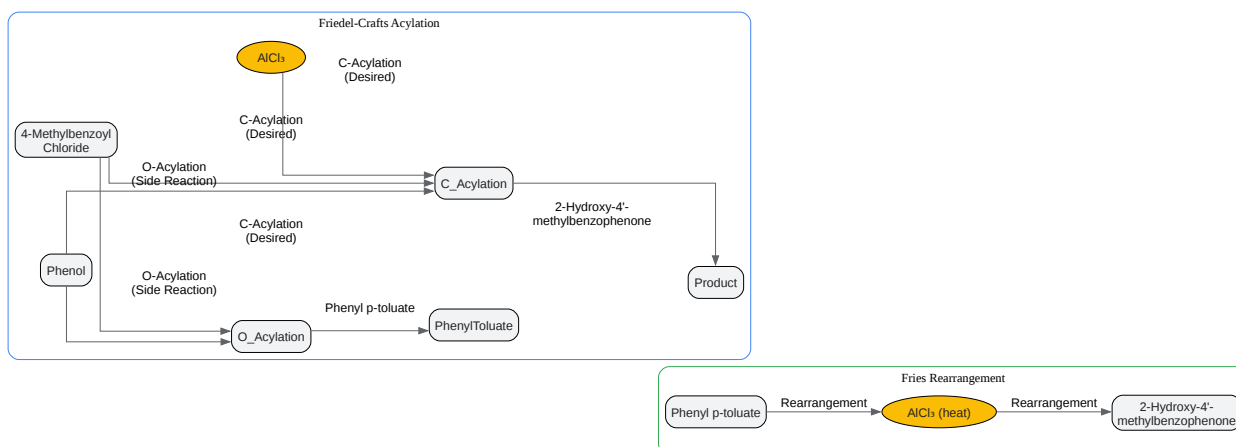 Friedel-Crafts Acylation
AlCl₃
C-Acylation
(Desired)
C-Acylation
(Desired)
4-Methylbenzoyl
Chloride
O-Acylation
(Side Reaction)
C_Acylation
2-Hydroxy-4'-
methylbenzophenone
C-Acylation
(Desired)
Phenol
O-Acylation
(Side Reaction)
Product
Phenyl p-toluate
O_Acylation
PhenylToluate
Fries Rearrangement
Phenyl p-toluate
Rearrangement
AlCl₃ (heat)
Rearrangement
2-Hydroxy-4'-
methylbenzophenone